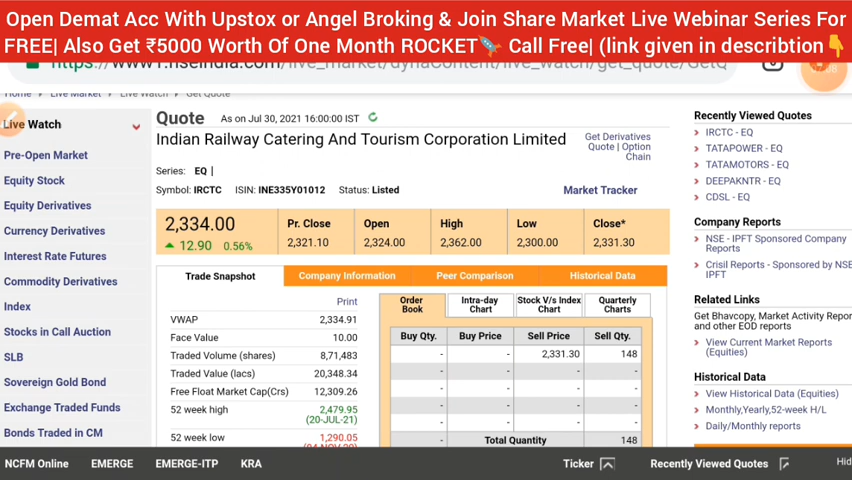 Open Demat Acc With Upstox or Angel Broking & Join Share Market Live Webinar Series For
FREE| Also Get ₹5000 Worth Of One Month ROCKET🚀 Call Free| (link given in describtion👇
Home Live Market Live Watch Get Quote
Live Watch
Pre-Open Market
Equity Stock
Equity Derivatives
Currency Derivatives
Interest Rate Futures
Commodity Derivatives
Index
Stocks in Call Auction
SLB
Sovereign Gold Bond
Exchange Traded Funds
Bonds Traded in CM
Quote As on Jul 30, 2021 16:00:00 IST
Indian Railway Catering And Tourism Corporation Limited
Get Derivatives
Quote | Option
Chain
Series: EQ |
Symbol: IRCTC ISIN: INE335Y01012 Status: Listed
Market Tracker
2,334.00 Pr. Close Open High Low Close*
12.90 0.56% 2,321.10 2,324.00 2,362.00 2,300.00 2,331.30
Trade Snapshot Company Information Peer Comparison Historical Data
Print
VWAP 2,334.91
Face Value 10.00
Traded Volume (shares) 8,71,483
Traded Value (lacs) 20,348.34
Free Float Market Cap(Crs) 12,309.26
52 week high 2,479.95
(20-JUL-21)
52 week low 1,290.05
Order
Book
Intra-day
Chart
Stock V/s Index
Chart
Quarterly
Charts
Buy Qty. Buy Price Sell Price Sell Qty.
- - 2,331.30 148
- - - -
- - - -
- - - -
- - - -
- Total Quantity 148
Recently Viewed Quotes
IRCTC - EQ
TATAPOWER - EQ
TATAMOTORS - EQ
DEEPAKNTR - EQ
CDSL - EQ
Company Reports
NSE - IPFT Sponsored Company
Reports
Crisil Reports - Sponsored by NSE
IPFT
Related Links
Get Bhavcopy, Market Activity Repor
and other EOD reports
View Current Market Reports
(Equities)
Historical Data
View Historical Data (Equities)
Monthly,Yearly,52-week H/L
Daily/Monthly reports
NCFM Online EMERGE EMERGE-ITP KRA Ticker Recently Viewed Quotes Hid